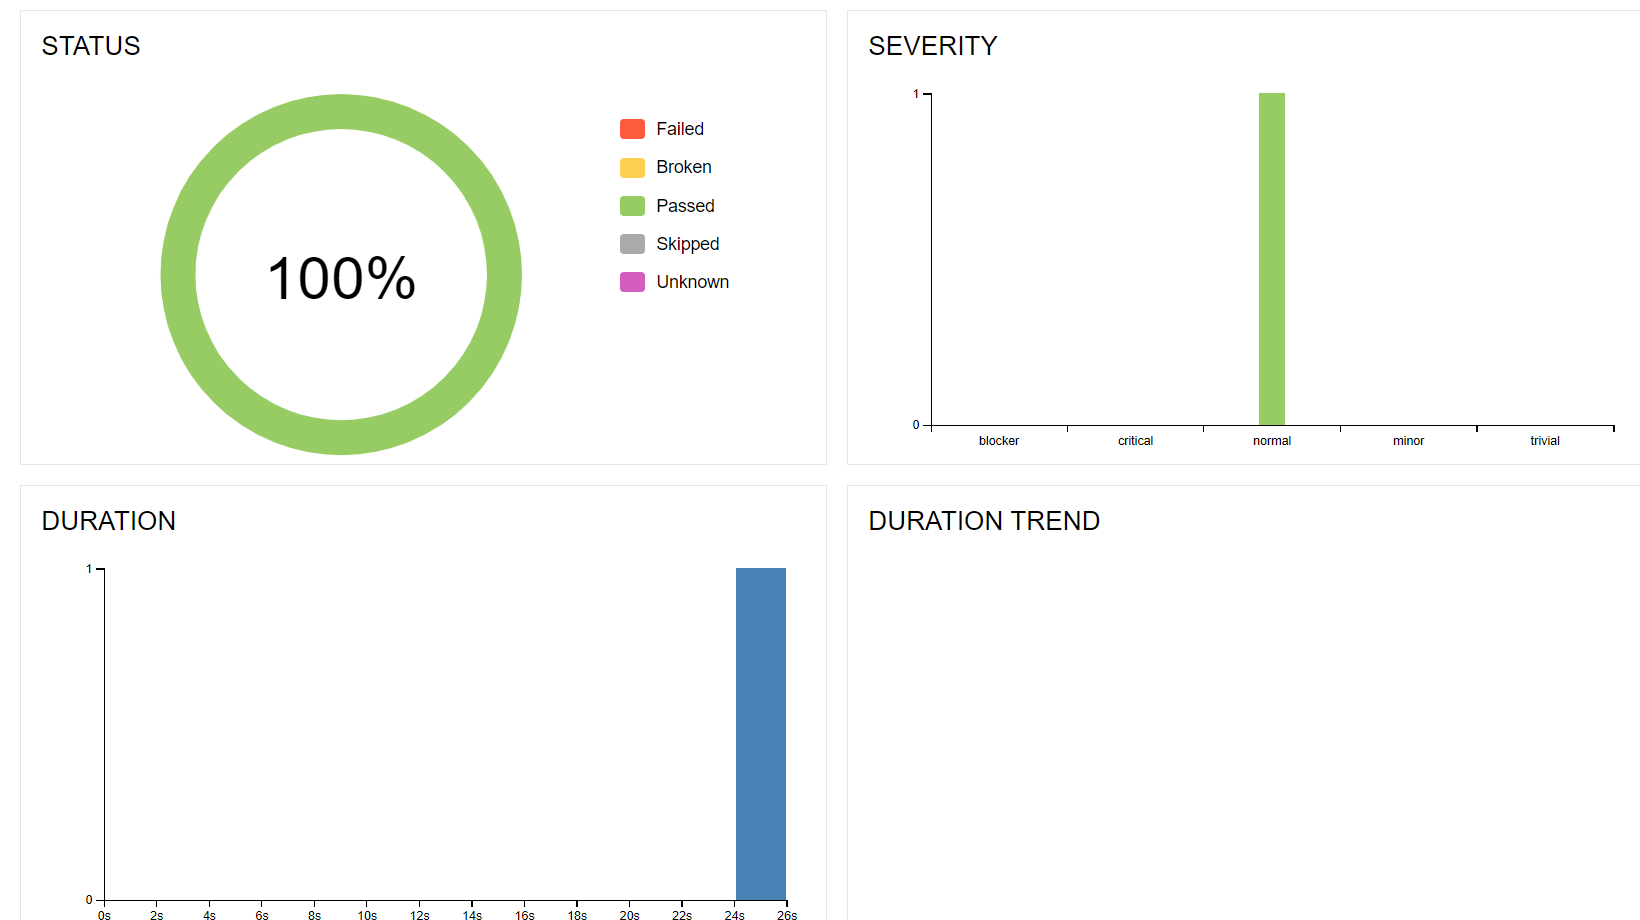 STATUS
100%
Failed
Broken
Passed
Skipped
Unknown
SEVERITY
1
0
blocker critical normal minor trivial
DURATION
1
0
0s 2s 4s 6s 8s 10s 12s 14s 16s 18s 20s 22s 24s 26s
DURATION TREND